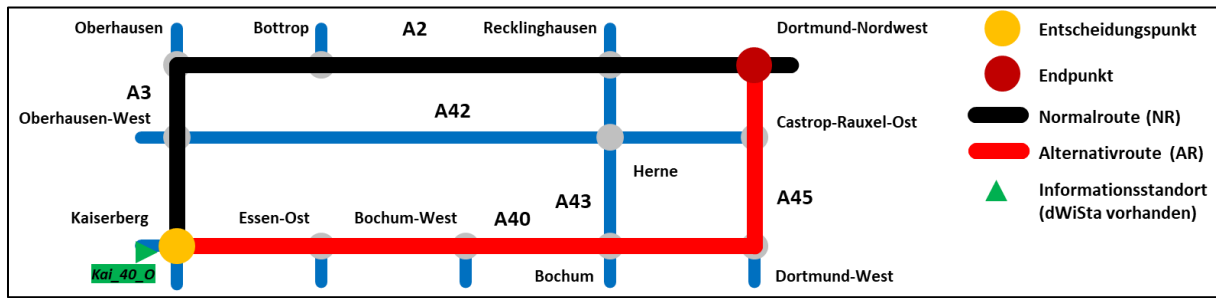 Oberhausen
Bottrop
A2
Recklinghausen
Dortmund-Nordwest
A3
Oberhausen-West
A42
Castrop-Rauxel-Ost
Herne
Kaiserberg
Essen-Ost
Bochum-West
A40
A43
A45
Kai_40_O
Bochum
Dortmund-West
Entscheidungspunkt
Endpunkt
Normalroute (NR)
Alternativroute (AR)
Informationsstandort
(dWiSta vorhanden)